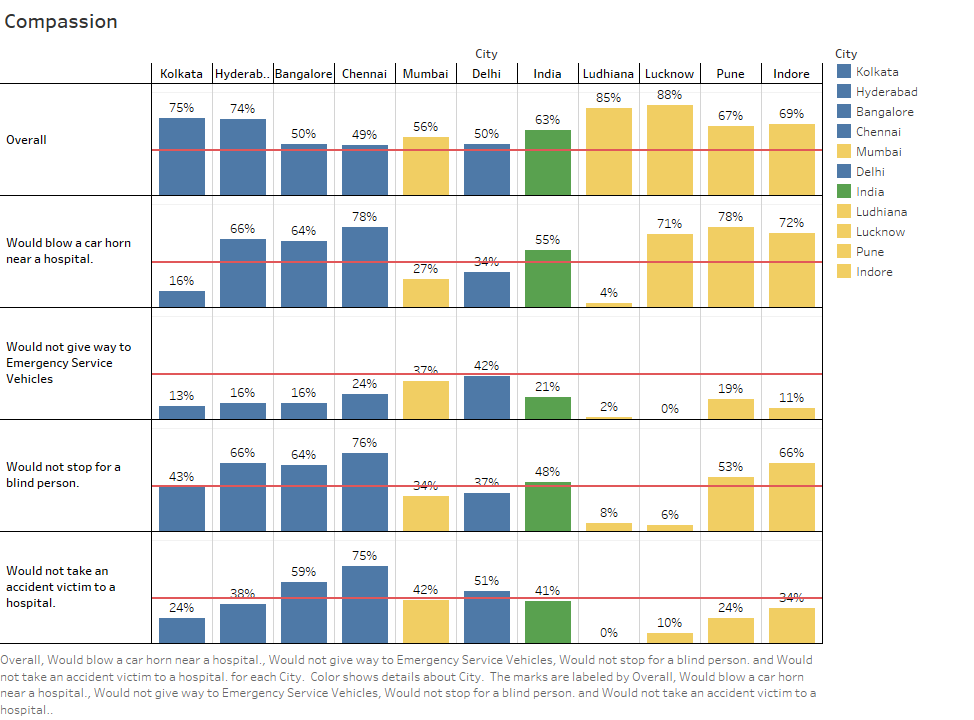 Compassion
City
Kolkata Hyderab.. Bangalore Chennai Mumbai Delhi India Ludhiana Lucknow Pune Indore
Overall
75% 74% 50% 49% 56% 50% 63% 85% 88% 67% 69%
Would blow a car horn
near a hospital.
16% 66% 64% 78% 27% 34% 55% 4% 71% 78% 72%
Would not give way to
Emergency Service
Vehicles
13% 16% 16% 24% 37% 42% 21% 2% 0% 19% 11%
Would not stop for a
blind person.
43% 66% 64% 76% 34% 37% 48% 8% 6% 53% 66%
Would not take an
accident victim to a
hospital.
24% 38% 59% 75% 42% 51% 41% 0% 10% 24% 34%
City
Kolkata
Hyderabad
Bangalore
Chennai
Mumbai
Delhi
India
Ludhiana
Lucknow
Pune
Indore
Overall, Would blow a car horn near a hospital., Would not give way to Emergency Service Vehicles, Would not stop for a blind person. and Would
not take an accident victim to a hospital. for each City.  Color shows details about City.  The marks are labeled by Overall, Would blow a car horn
near a hospital., Would not give way to Emergency Service Vehicles, Would not stop for a blind person. and Would not take an accident victim to a
hospital..